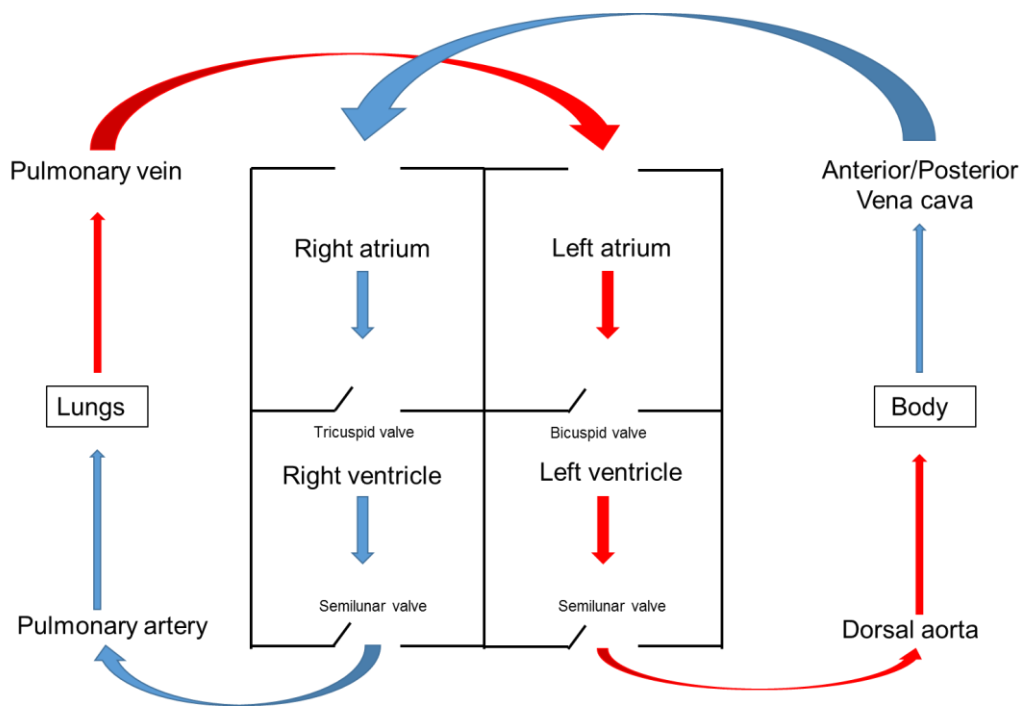 Pulmonary vein
Anterior/Posterior
Vena cava
Right atrium
Left atrium
Lungs
Body
Tricuspid valve
Bicuspid valve
Right ventricle
Left ventricle
Semilunar valve
Semilunar valve
Pulmonary artery
Dorsal aorta